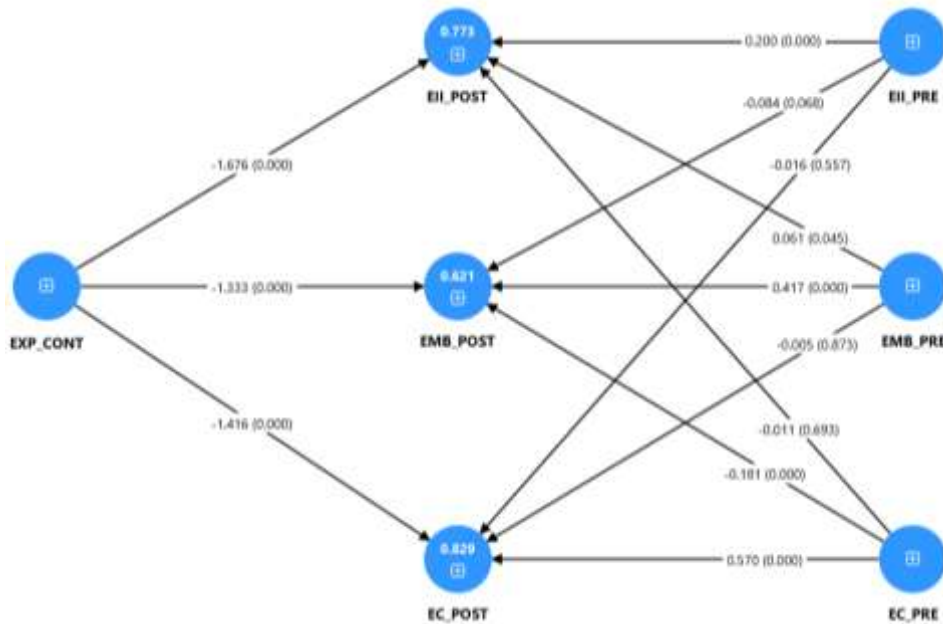 0.773
EII_POST
0.200 (0.000)
EII_PRE
-0.084 (0.068)
-1.676 (0.000)
-0.016 (0.557)
0.061 (0.045)
0.621
-1.333 (0.000)
0.417 (0.000)
EXP_CONT
EMB_POST
-0.005 (0.873)
EMB_PRE
-1.416 (0.000)
-0.011 (0.693)
-0.181 (0.000)
0.829
0.570 (0.000)
EC_POST
EC_PRE